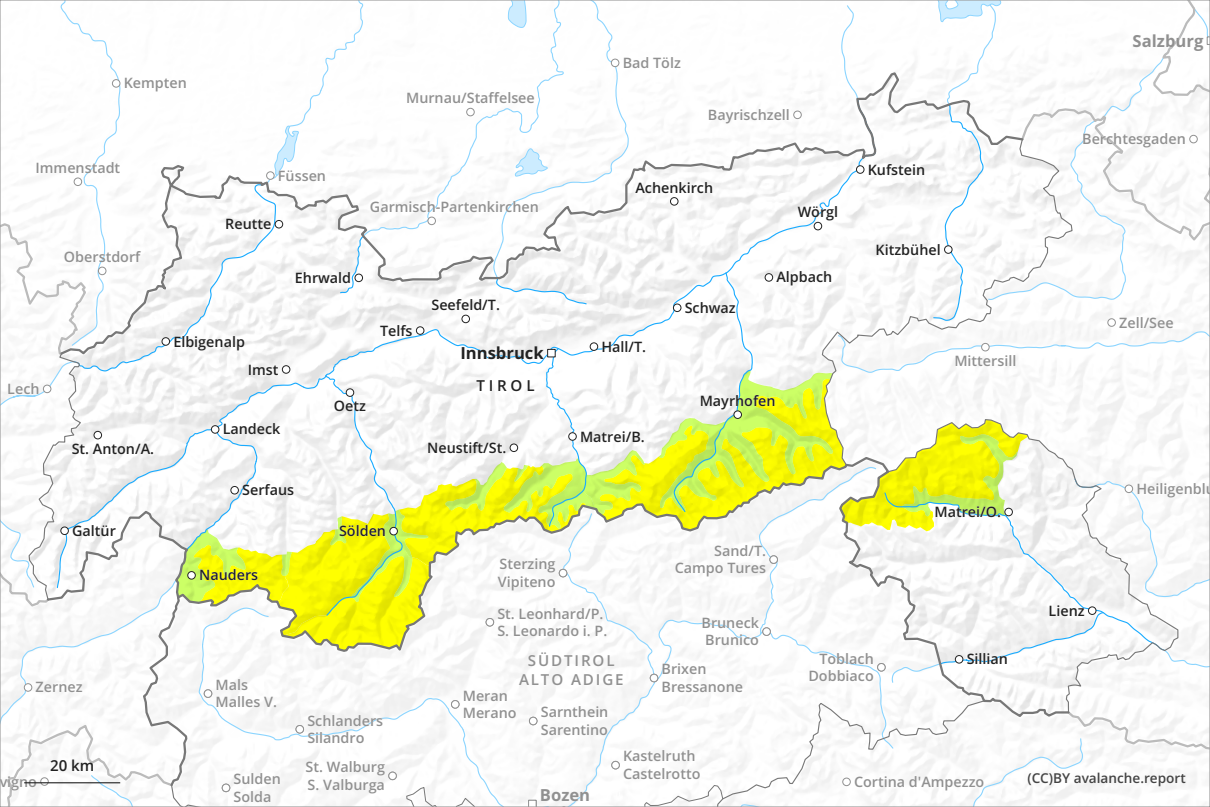 Salzburg
Bad Tölz
Kempten
Murnau/Staffelsee
Bayrischzell
Berchtesgaden
Immenstadt
Füssen
Kufstein
Achenkirch
Garmisch-Partenkirchen
Wörgl
Reutte
Kitzbühel
Oberstdorf
Ehrwald
Alpbach
Seefeld/T.
Schwaz
Zell/See
Telfs
Elbigenalp
Innsbruck
Hall/T.
Mittersill
Imst
TIROL
Lech
Oetz
Mayrhofen
Landeck
Matrei/B.
St. Anton/A.
Neustift/St.
Serfaus
Heiligenblu
Matrei/O.
Galtür
Sölden
Sand/T.
Campo Tures
Sterzing
Vipiteno
Nauders
Lienz
St. Leonhard/P.
S. Leonardo i. P.
Bruneck
Brunico
SÜDTIROL
ALTO ADIGE
Sillian
Toblach
Dobbiaco
Brixen
Bressanone
Zernez
Mals
Malles V.
Meran
Merano
Sarnthein
Sarentino
Schlanders
Silandro
Kastelruth
Castelrotto
20 km
St. Walburg
S. Valburga
Sulden
Solda
vigno
Cortina d'Ampezzo
(CC)BY avalanche.report
Bozen